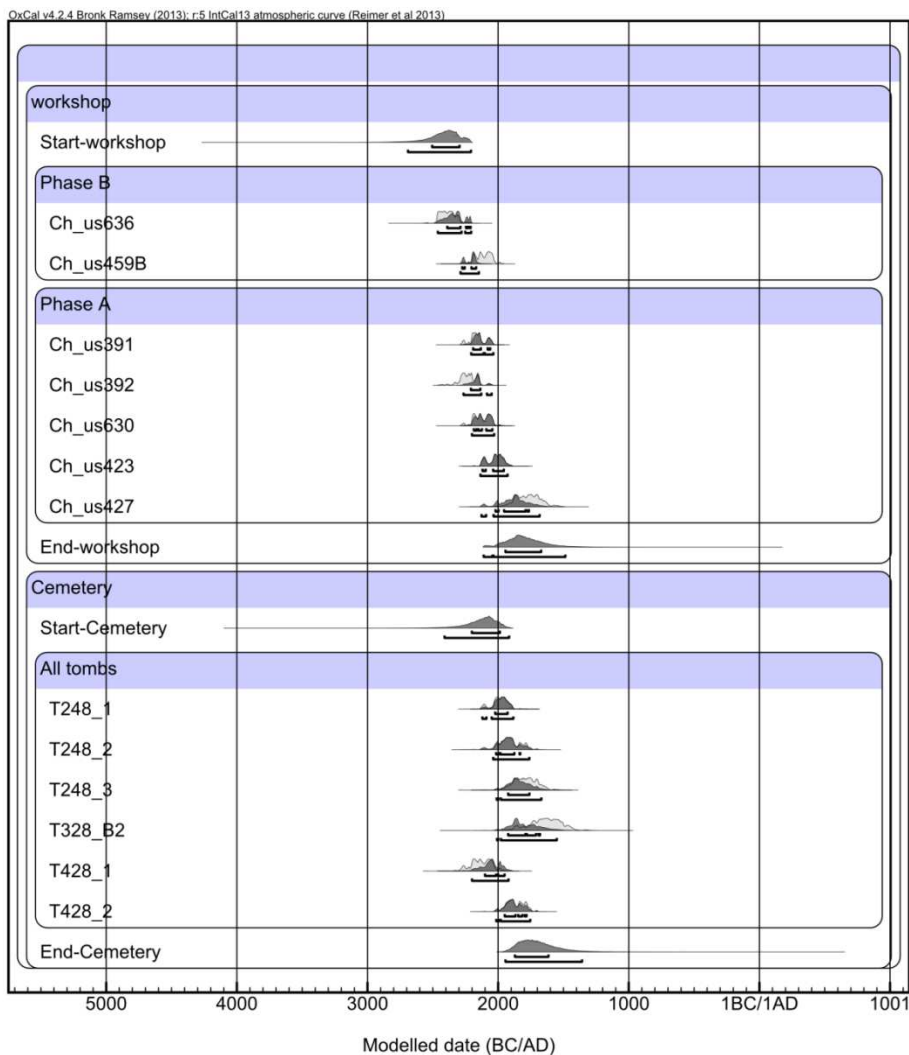 OxCal v4.2.4 Bronk Ramsey (2013); r:5 IntCal13 atmospheric curve (Reimer et al 2013)
workshop
Start-workshop
Phase B
Ch_us636
Ch_us459B
Phase A
Ch_us391
Ch_us392
Ch_us630
Ch_us423
Ch_us427
End-workshop
Cemetery
Start-Cemetery
All tombs
T248_1
T248_2
T248_3
T328_B2
T428_1
T428_2
End-Cemetery
5000 4000 3000 2000 1000 1BC/1AD 1001
Modelled date (BC/AD)